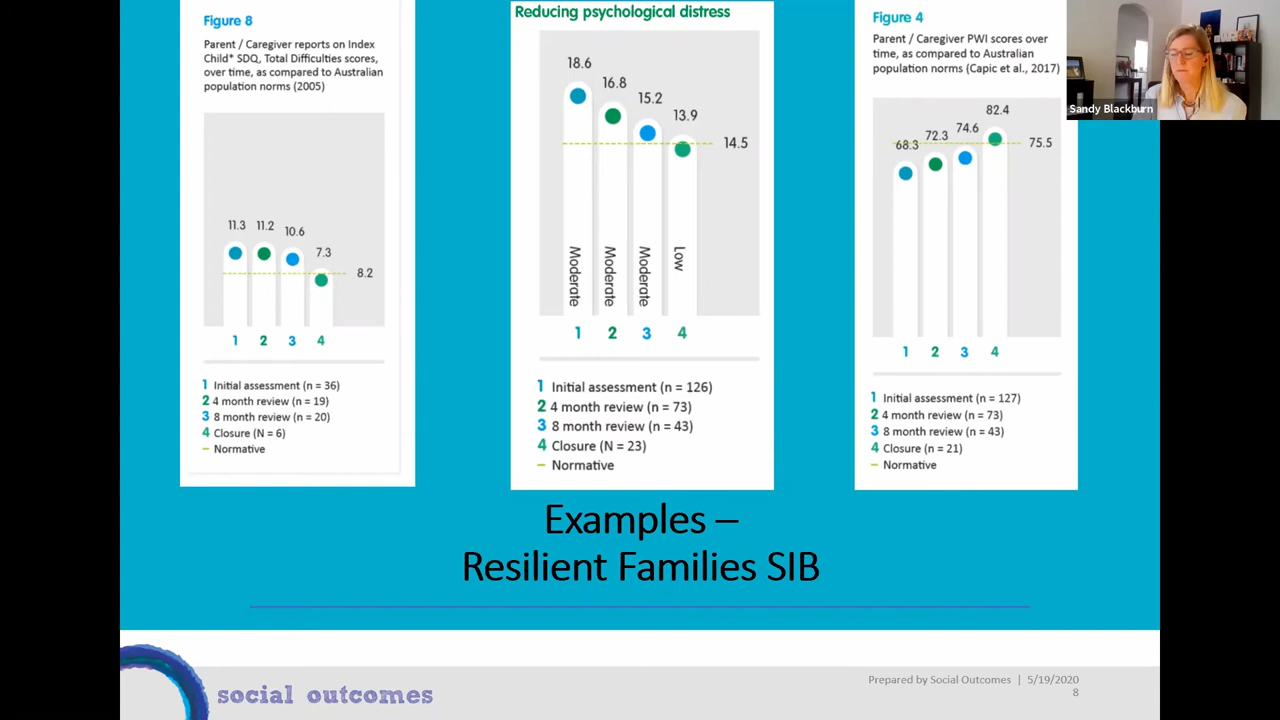 Figure 8
Parent / Caregiver reports on Index
Child* SDQ, Total Difficulties scores,
over time, as compared to Australian
population norms (2005)
11.3
11.2
10.6
7.3
8.2
1
2
3
4
1 Initial assessment (n = 36)
2 4 month review (n = 19)
3 8 month review (n = 20)
4 Closure (N = 6)
– Normative
Reducing psychological distress
18.6
16.8
15.2
13.9
14.5
Moderate
Moderate
Moderate
Low
1
2
3
4
1 Initial assessment (n = 126)
2 4 month review (n = 73)
3 8 month review (n = 43)
4 Closure (N = 23)
– Normative
Figure 4
Parent / Caregiver PWI scores over
time, as compared to Australian
population norms (Capic et al., 2017)
68.3
72.3
74.6
82.4
75.5
1
2
3
4
1 Initial assessment (n = 127)
2 4 month review (n = 73)
3 8 month review (n = 43)
4 Closure (n = 21)
– Normative
Sandy Blackburn
Examples –
Resilient Families SIB
social outcomes
Prepared by Social Outcomes | 5/19/2020
8